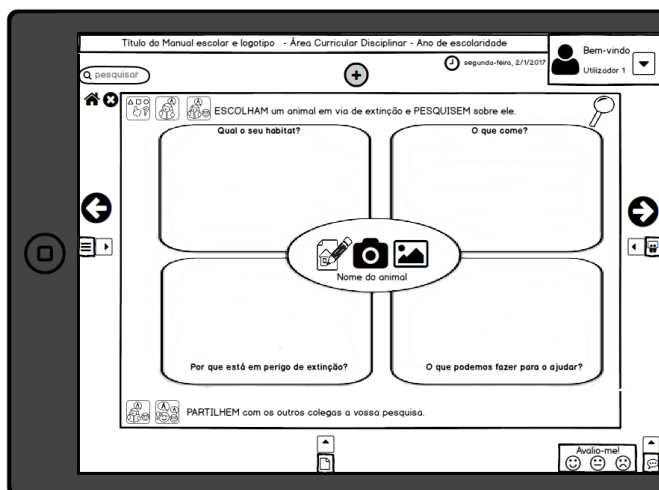 Título do Manual escolar e logotipo - Área Curricular Disciplinar - Ano de escolaridade
Bem-vindo
Utilizador 1
segunda-feira, 2/1/2017
pesquisar
ESCOLHAM um animal em via de extinção e PESQUISEM sobre ele.
Qual o seu habitat?
O que come?
Nome do animal
Por que está em perigo de extinção?
O que podemos fazer para o ajudar?
PARTILHEM com os outros colegas a vossa pesquisa.
Avalio-me!